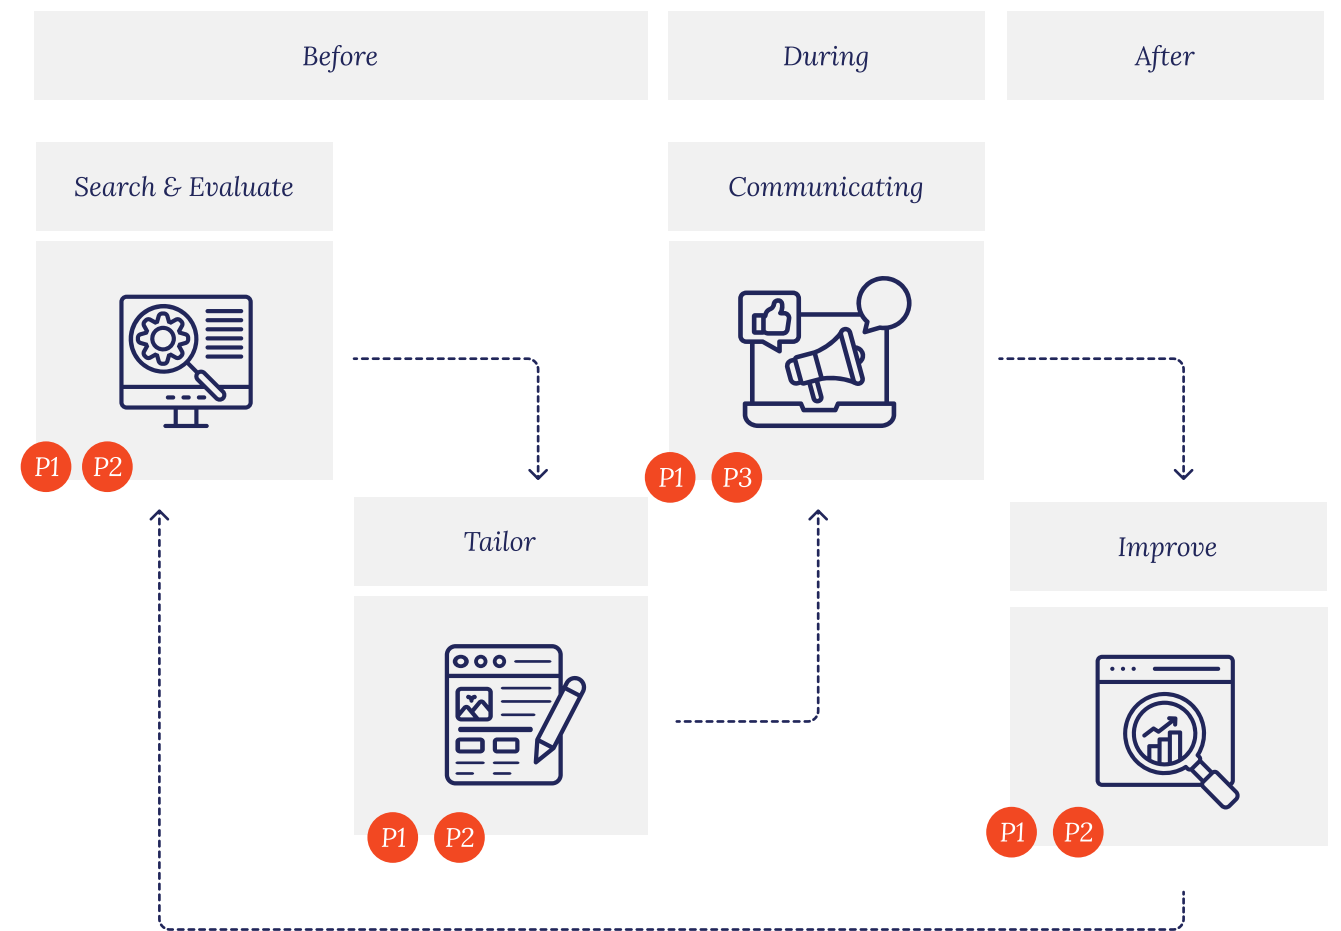 Before
During
After
Search & Evaluate
Communicating
P1
P2
P1
P3
Tailor
Improve
P1
P2
P1
P2